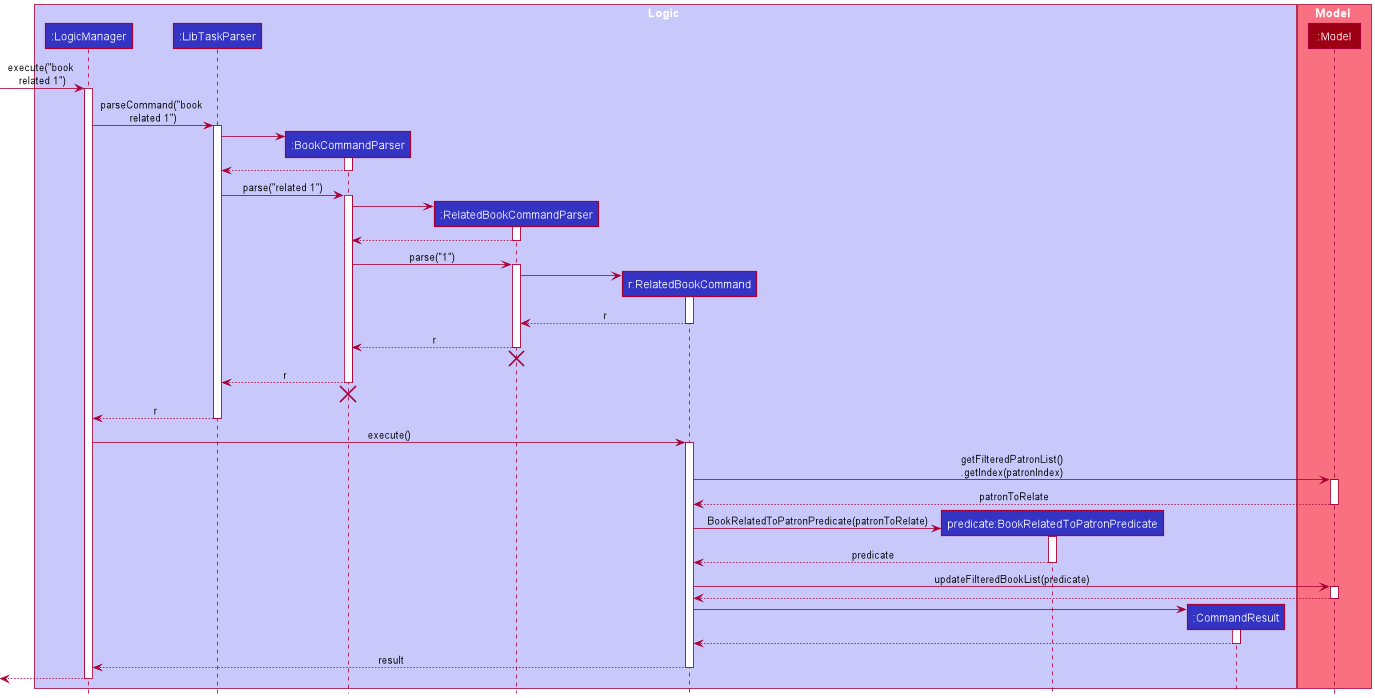 Logic
Model
:LogicManager
:LibTaskParser
:Model
execute("book
related 1")
parseCommand("book
related 1")
:BookCommandParser
parse("related 1")
:RelatedBookCommandParser
parse("1")
r:RelatedBookCommand
r
r
r
r
execute()
getFilteredPatronList()
.getIndex(patronIndex)
patronToRelate
BookRelatedToPatronPredicate(patronToRelate)
predicate:BookRelatedToPatronPredicate
predicate
updateFilteredBookList(predicate)
:CommandResult
result